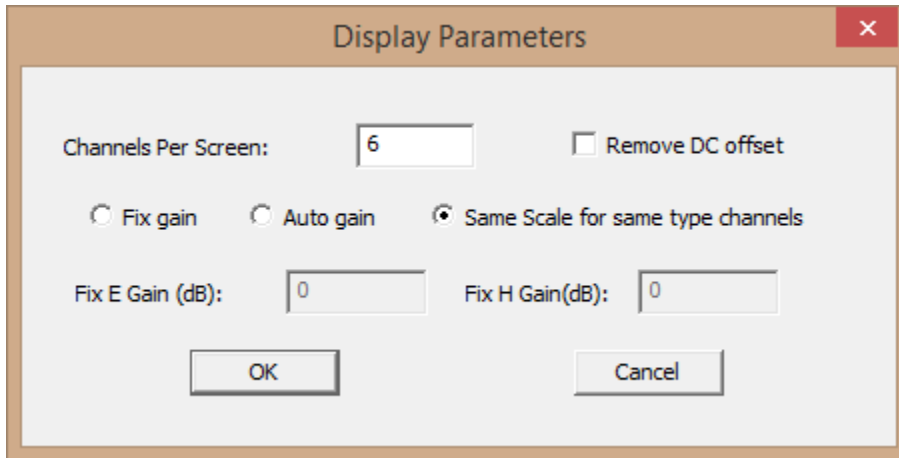 Display Parameters
Channels Per Screen: 6 Remove DC offset
Fix gain Auto gain Same Scale for same type channels
Fix E Gain (dB): 0 Fix H Gain(dB): 0
OK Cancel